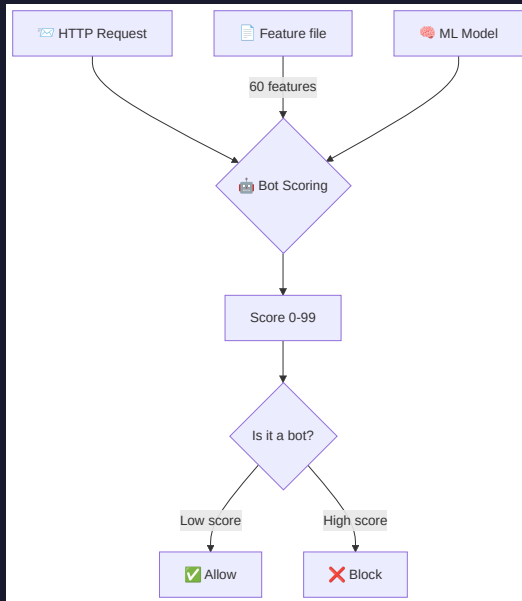 📨 HTTP Request
📄 Feature file
🧠 ML Model
60 features
🤖 Bot Scoring
Score 0-99
Is it a bot?
Low score
High score
✅ Allow
❌ Block